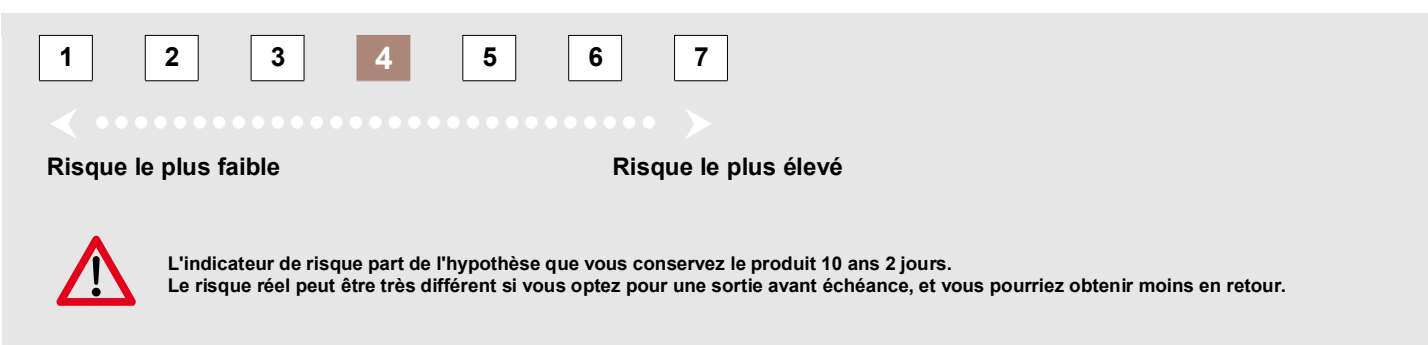 1 2 3 4 5 6 7
Risque le plus faible Risque le plus élevé
L'indicateur de risque part de l'hypothèse que vous conservez le produit 10 ans 2 jours.
Le risque réel peut être très différent si vous optez pour une sortie avant échéance, et vous pourriez obtenir moins en retour.